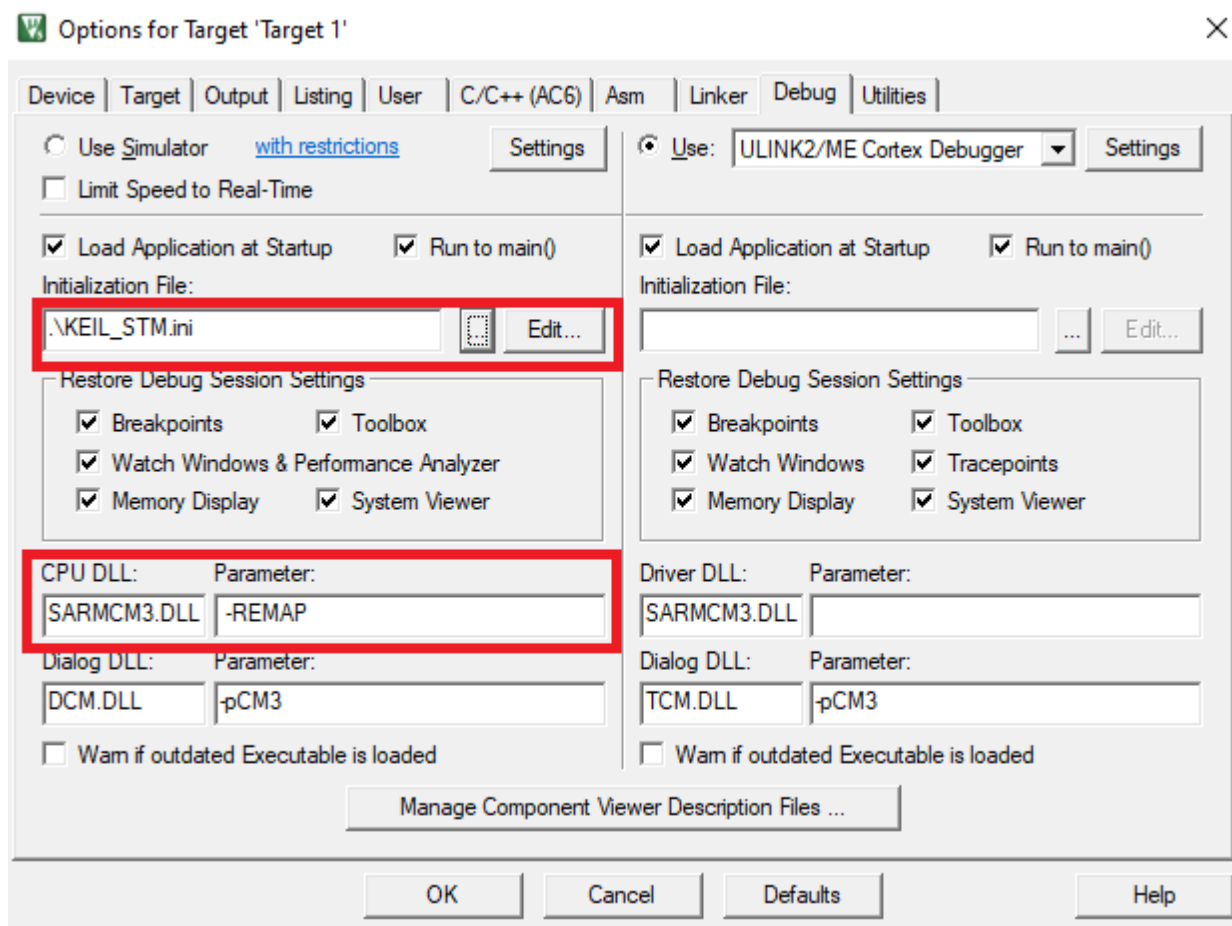 Options for Target 'Target 1'
Device Target Output Listing User C/C++ (AC6) Asm Linker Debug Utilities
Use Simulator with restrictions Settings
Limit Speed to Real-Time
Load Application at Startup Run to main()
Initialization File:
.\KEIL_STM.ini ... Edit...
Restore Debug Session Settings
Breakpoints Toolbox
Watch Windows & Performance Analyzer
Memory Display System Viewer
CPU DLL: Parameter:
SARMCM3.DLL -REMAP
Dialog DLL: Parameter:
DCM.DLL -pCM3
Warn if outdated Executable is loaded
Use: ULINK2/ME Cortex Debugger Settings
Load Application at Startup Run to main()
Initialization File:
... Edit...
Restore Debug Session Settings
Breakpoints Toolbox
Watch Windows Tracepoints
Memory Display System Viewer
Driver DLL: Parameter:
SARMCM3.DLL
Dialog DLL: Parameter:
TCM.DLL -pCM3
Warn if outdated Executable is loaded
Manage Component Viewer Description Files ...
OK Cancel Defaults Help